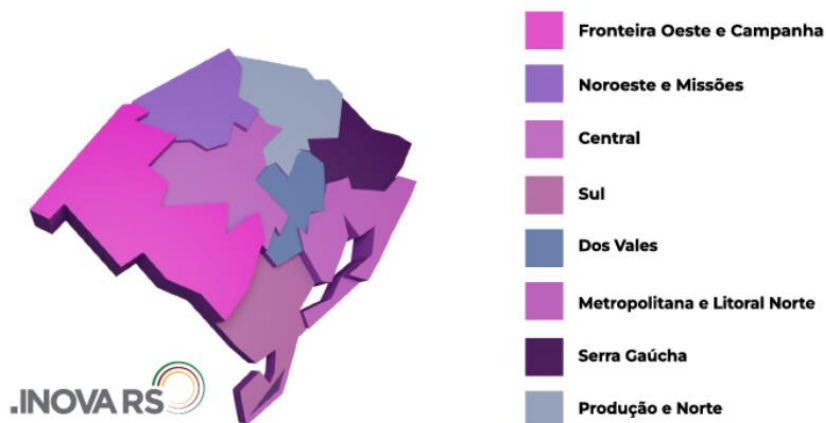 Fronteira Oeste e Campanha
Noroeste e Missões
Central
Sul
Dos Vales
Metropolitana e Litoral Norte
Serra Gaúcha
Produção e Norte
.INOVA RS